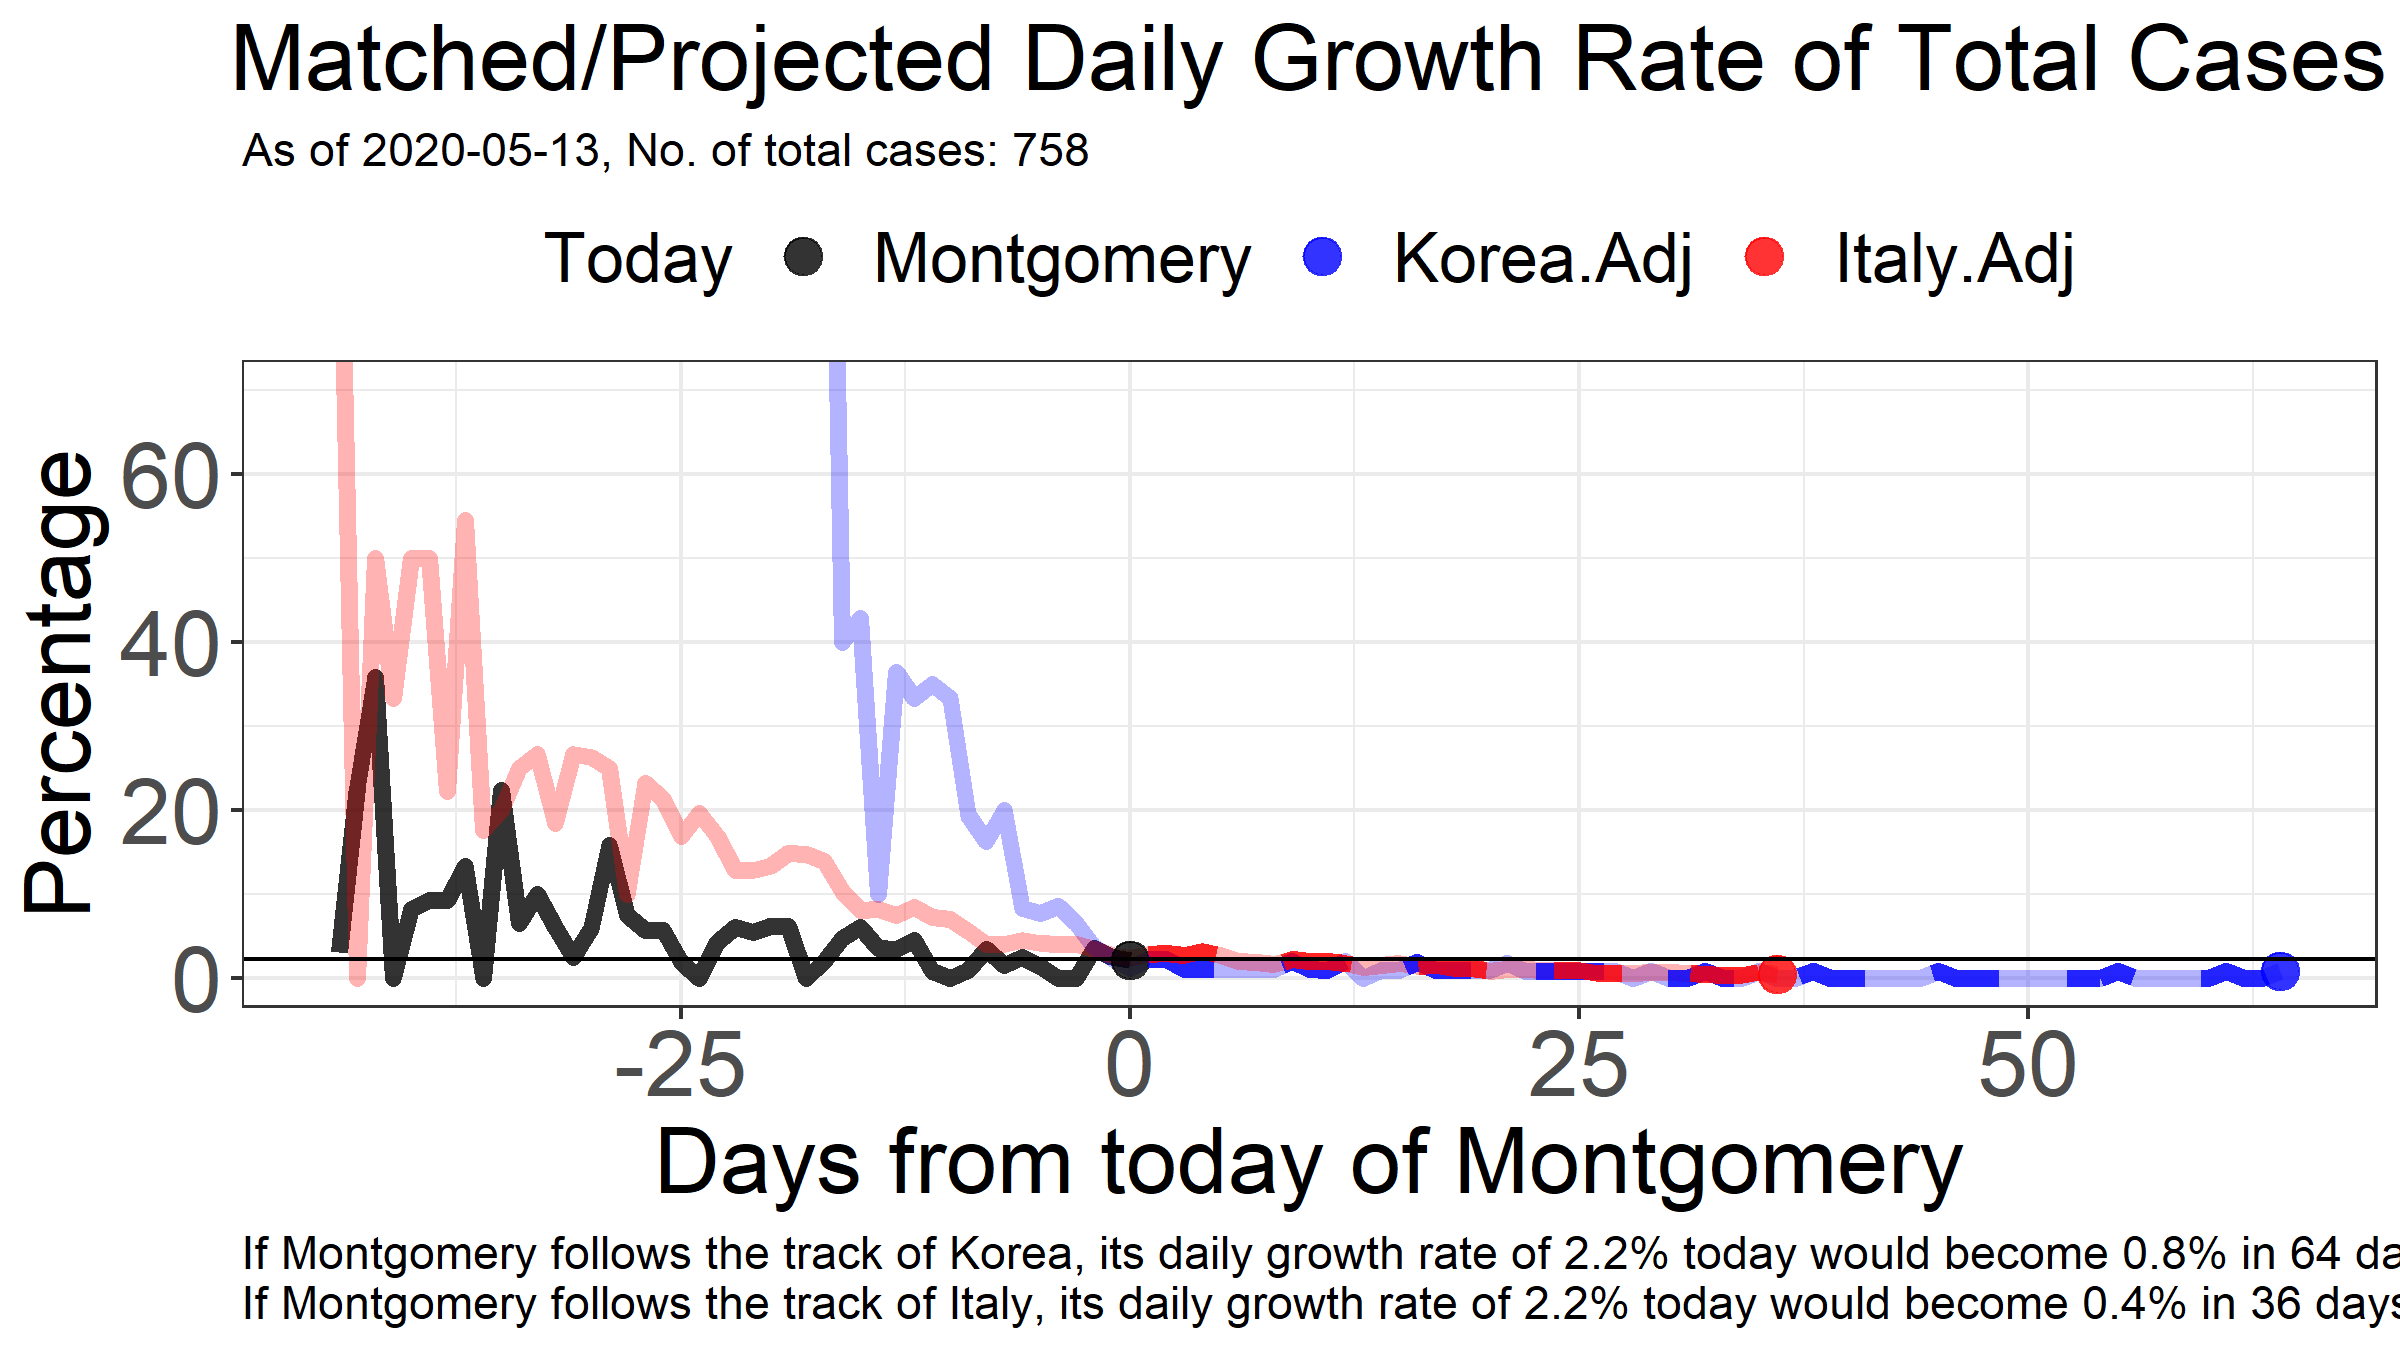 Matched/Projected Daily Growth Rate of Total Cases
As of 2020-05-13, No. of total cases: 758
Today Montgomery Korea.Adj Italy.Adj
Percentage
60
40
20
0
-25 0 25 50
Days from today of Montgomery
If Montgomery follows the track of Korea, its daily growth rate of 2.2% today would become 0.8% in 64 da
If Montgomery follows the track of Italy, its daily growth rate of 2.2% today would become 0.4% in 36 days